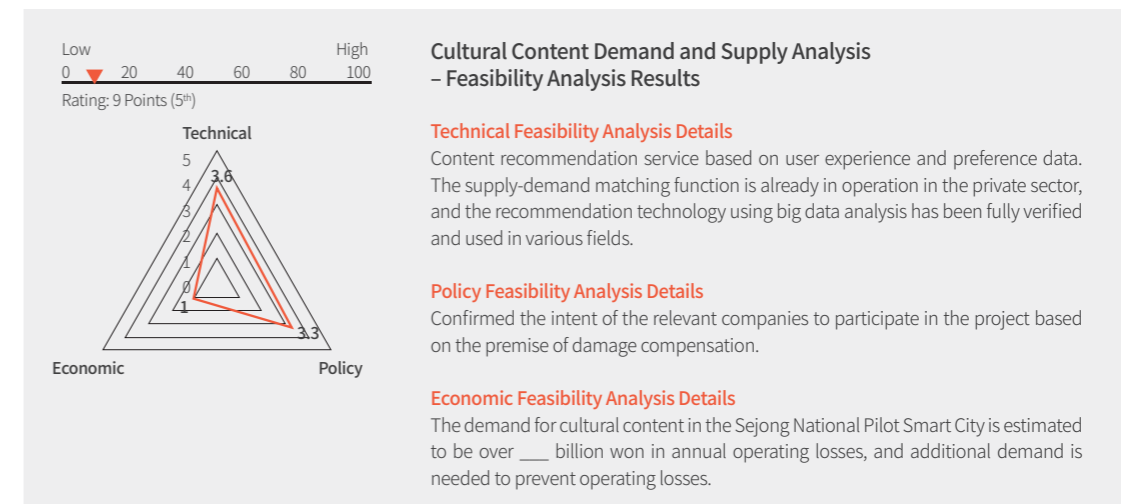 Low High
0 20 40 60 80 100
Rating: 9 Points (5th)
Technical
5
3.6
4
3
2
1
0
1
3.3
Economic Policy
Cultural Content Demand and Supply Analysis
– Feasibility Analysis Results
Technical Feasibility Analysis Details
Content recommendation service based on user experience and preference data.
The supply-demand matching function is already in operation in the private sector,
and the recommendation technology using big data analysis has been fully verified
and used in various fields.
Policy Feasibility Analysis Details
Confirmed the intent of the relevant companies to participate in the project based
on the premise of damage compensation.
Economic Feasibility Analysis Details
The demand for cultural content in the Sejong National Pilot Smart City is estimated
to be over ___ billion won in annual operating losses, and additional demand is
needed to prevent operating losses.